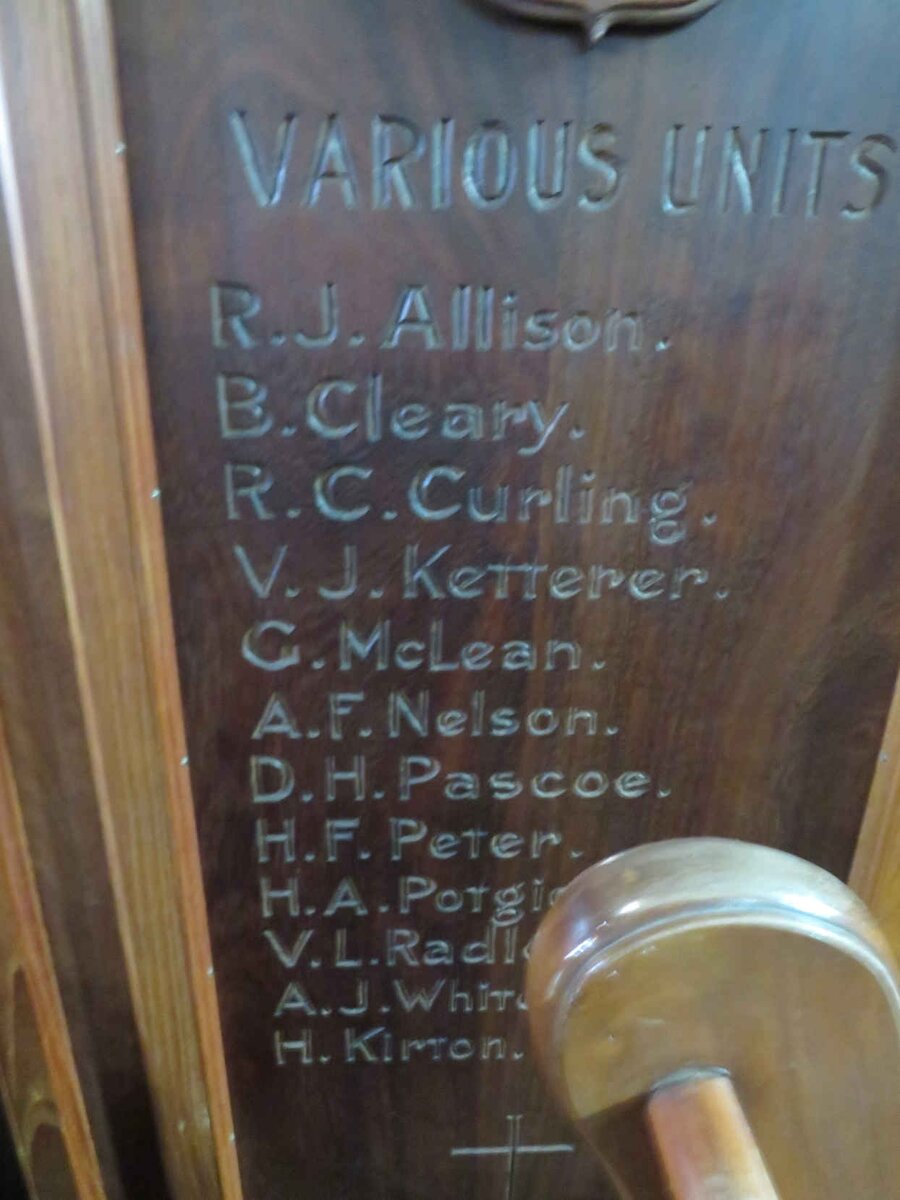 VARIOUS UNITS
R.J. Allison.
B. Cleary.
R.C. Curling.
V.J. Ketterer.
G. McLean.
A.F. Nelson.
D.H. Pascoe.
H.F. Peter.
H.A.
V.L.
A.J.
H. Kirton.